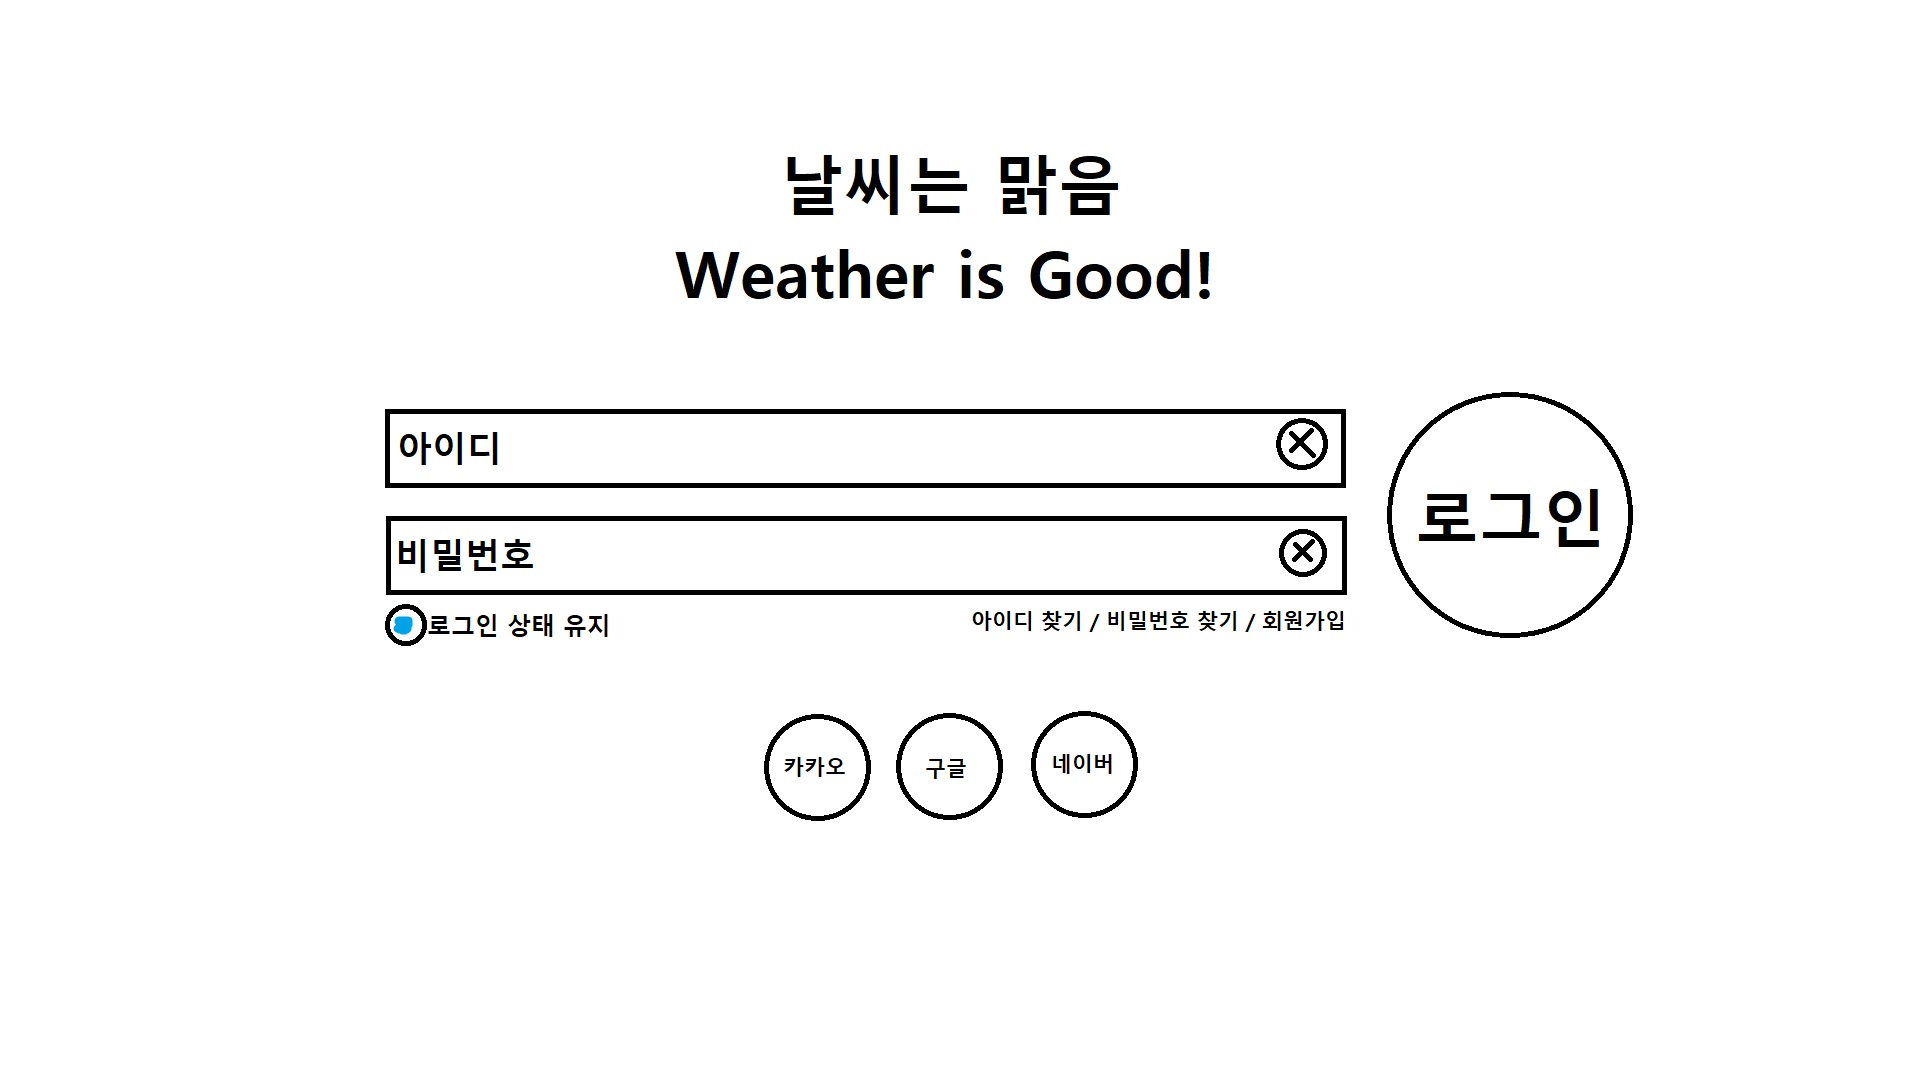 날씨는 맑음
Weather is Good!
아이디
로그인
비밀번호
로그인 상태 유지
아이디 찾기 / 비밀번호 찾기 / 회원가입
카카오 구글 네이버